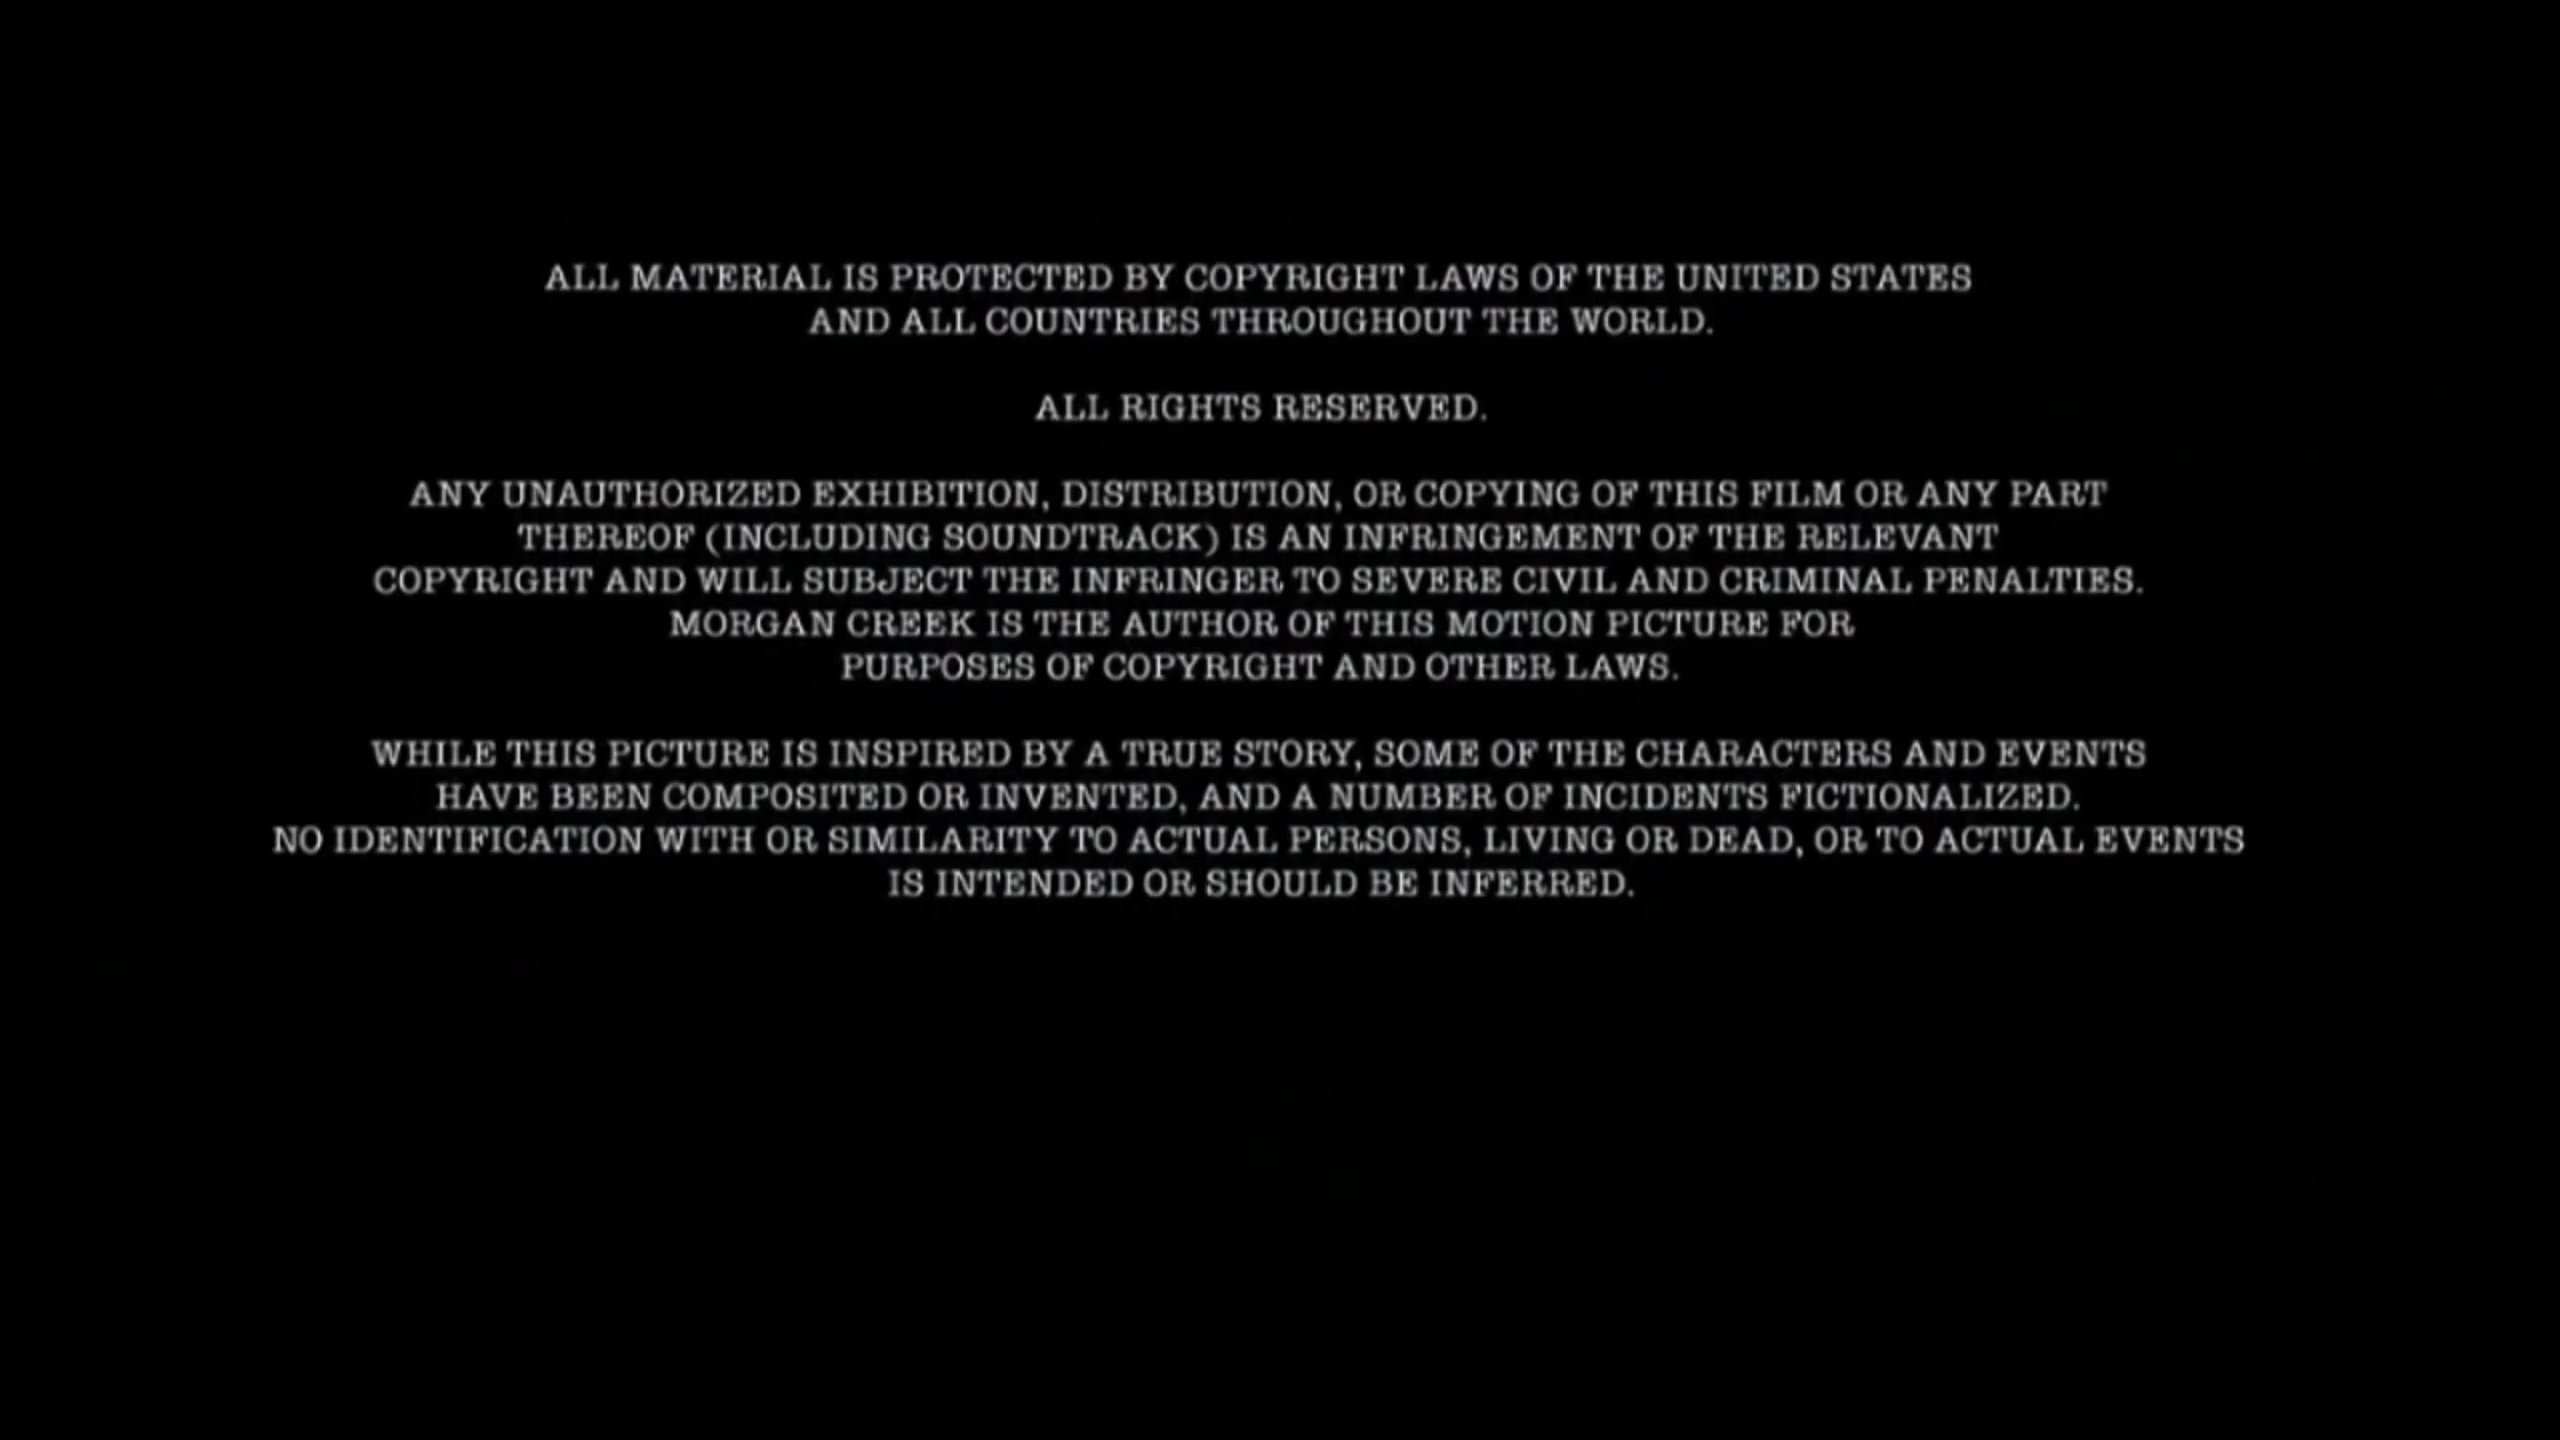 ALL MATERIAL IS PROTECTED BY COPYRIGHT LAWS OF THE UNITED STATES
AND ALL COUNTRIES THROUGHOUT THE WORLD.
ALL RIGHTS RESERVED.
ANY UNAUTHORIZED EXHIBITION, DISTRIBUTION, OR COPYING OF THIS FILM OR ANY PART
THEREOF (INCLUDING SOUNDTRACK) IS AN INFRINGEMENT OF THE RELEVANT
COPYRIGHT AND WILL SUBJECT THE INFRINGER TO SEVERE CIVIL AND CRIMINAL PENALTIES.
MORGAN CREEK IS THE AUTHOR OF THIS MOTION PICTURE FOR
PURPOSES OF COPYRIGHT AND OTHER LAWS.
WHILE THIS PICTURE IS INSPIRED BY A TRUE STORY, SOME OF THE CHARACTERS AND EVENTS
HAVE BEEN COMPOSITED OR INVENTED, AND A NUMBER OF INCIDENTS FICTIONALIZED.
NO IDENTIFICATION WITH OR SIMILARITY TO ACTUAL PERSONS, LIVING OR DEAD, OR TO ACTUAL EVENTS
IS INTENDED OR SHOULD BE INFERRED.